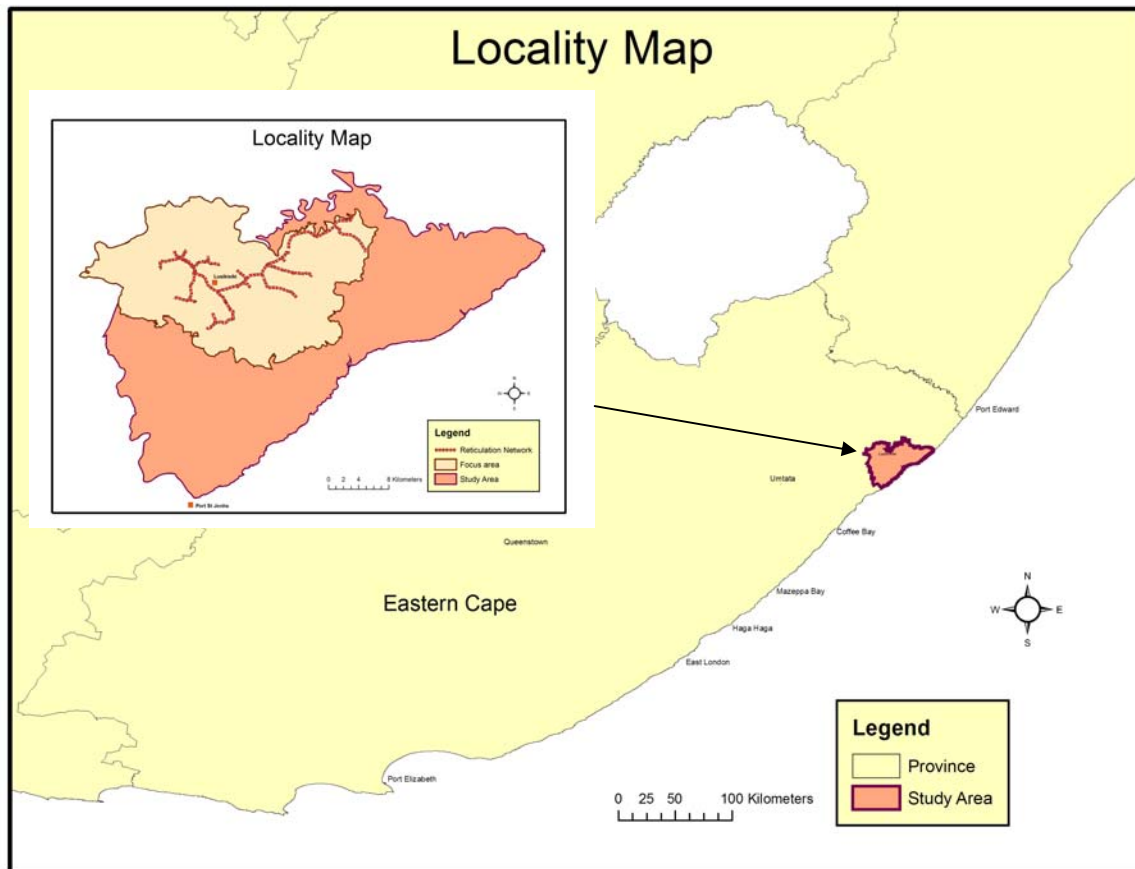 Locality Map
Locality Map
Lusikisiki
N
W E
S
Legend
Reticulation Network
Focus area
Study Area
0 2 4 8 Kilometers
Port St Johns
Port Edward
Umtata
Coffee Bay
Queenstown
Mazeppa Bay
Eastern Cape
Haga Haga
East London
Port Elizabeth
N
W E
S
0 25 50 100 Kilometers
Legend
Province
Study Area